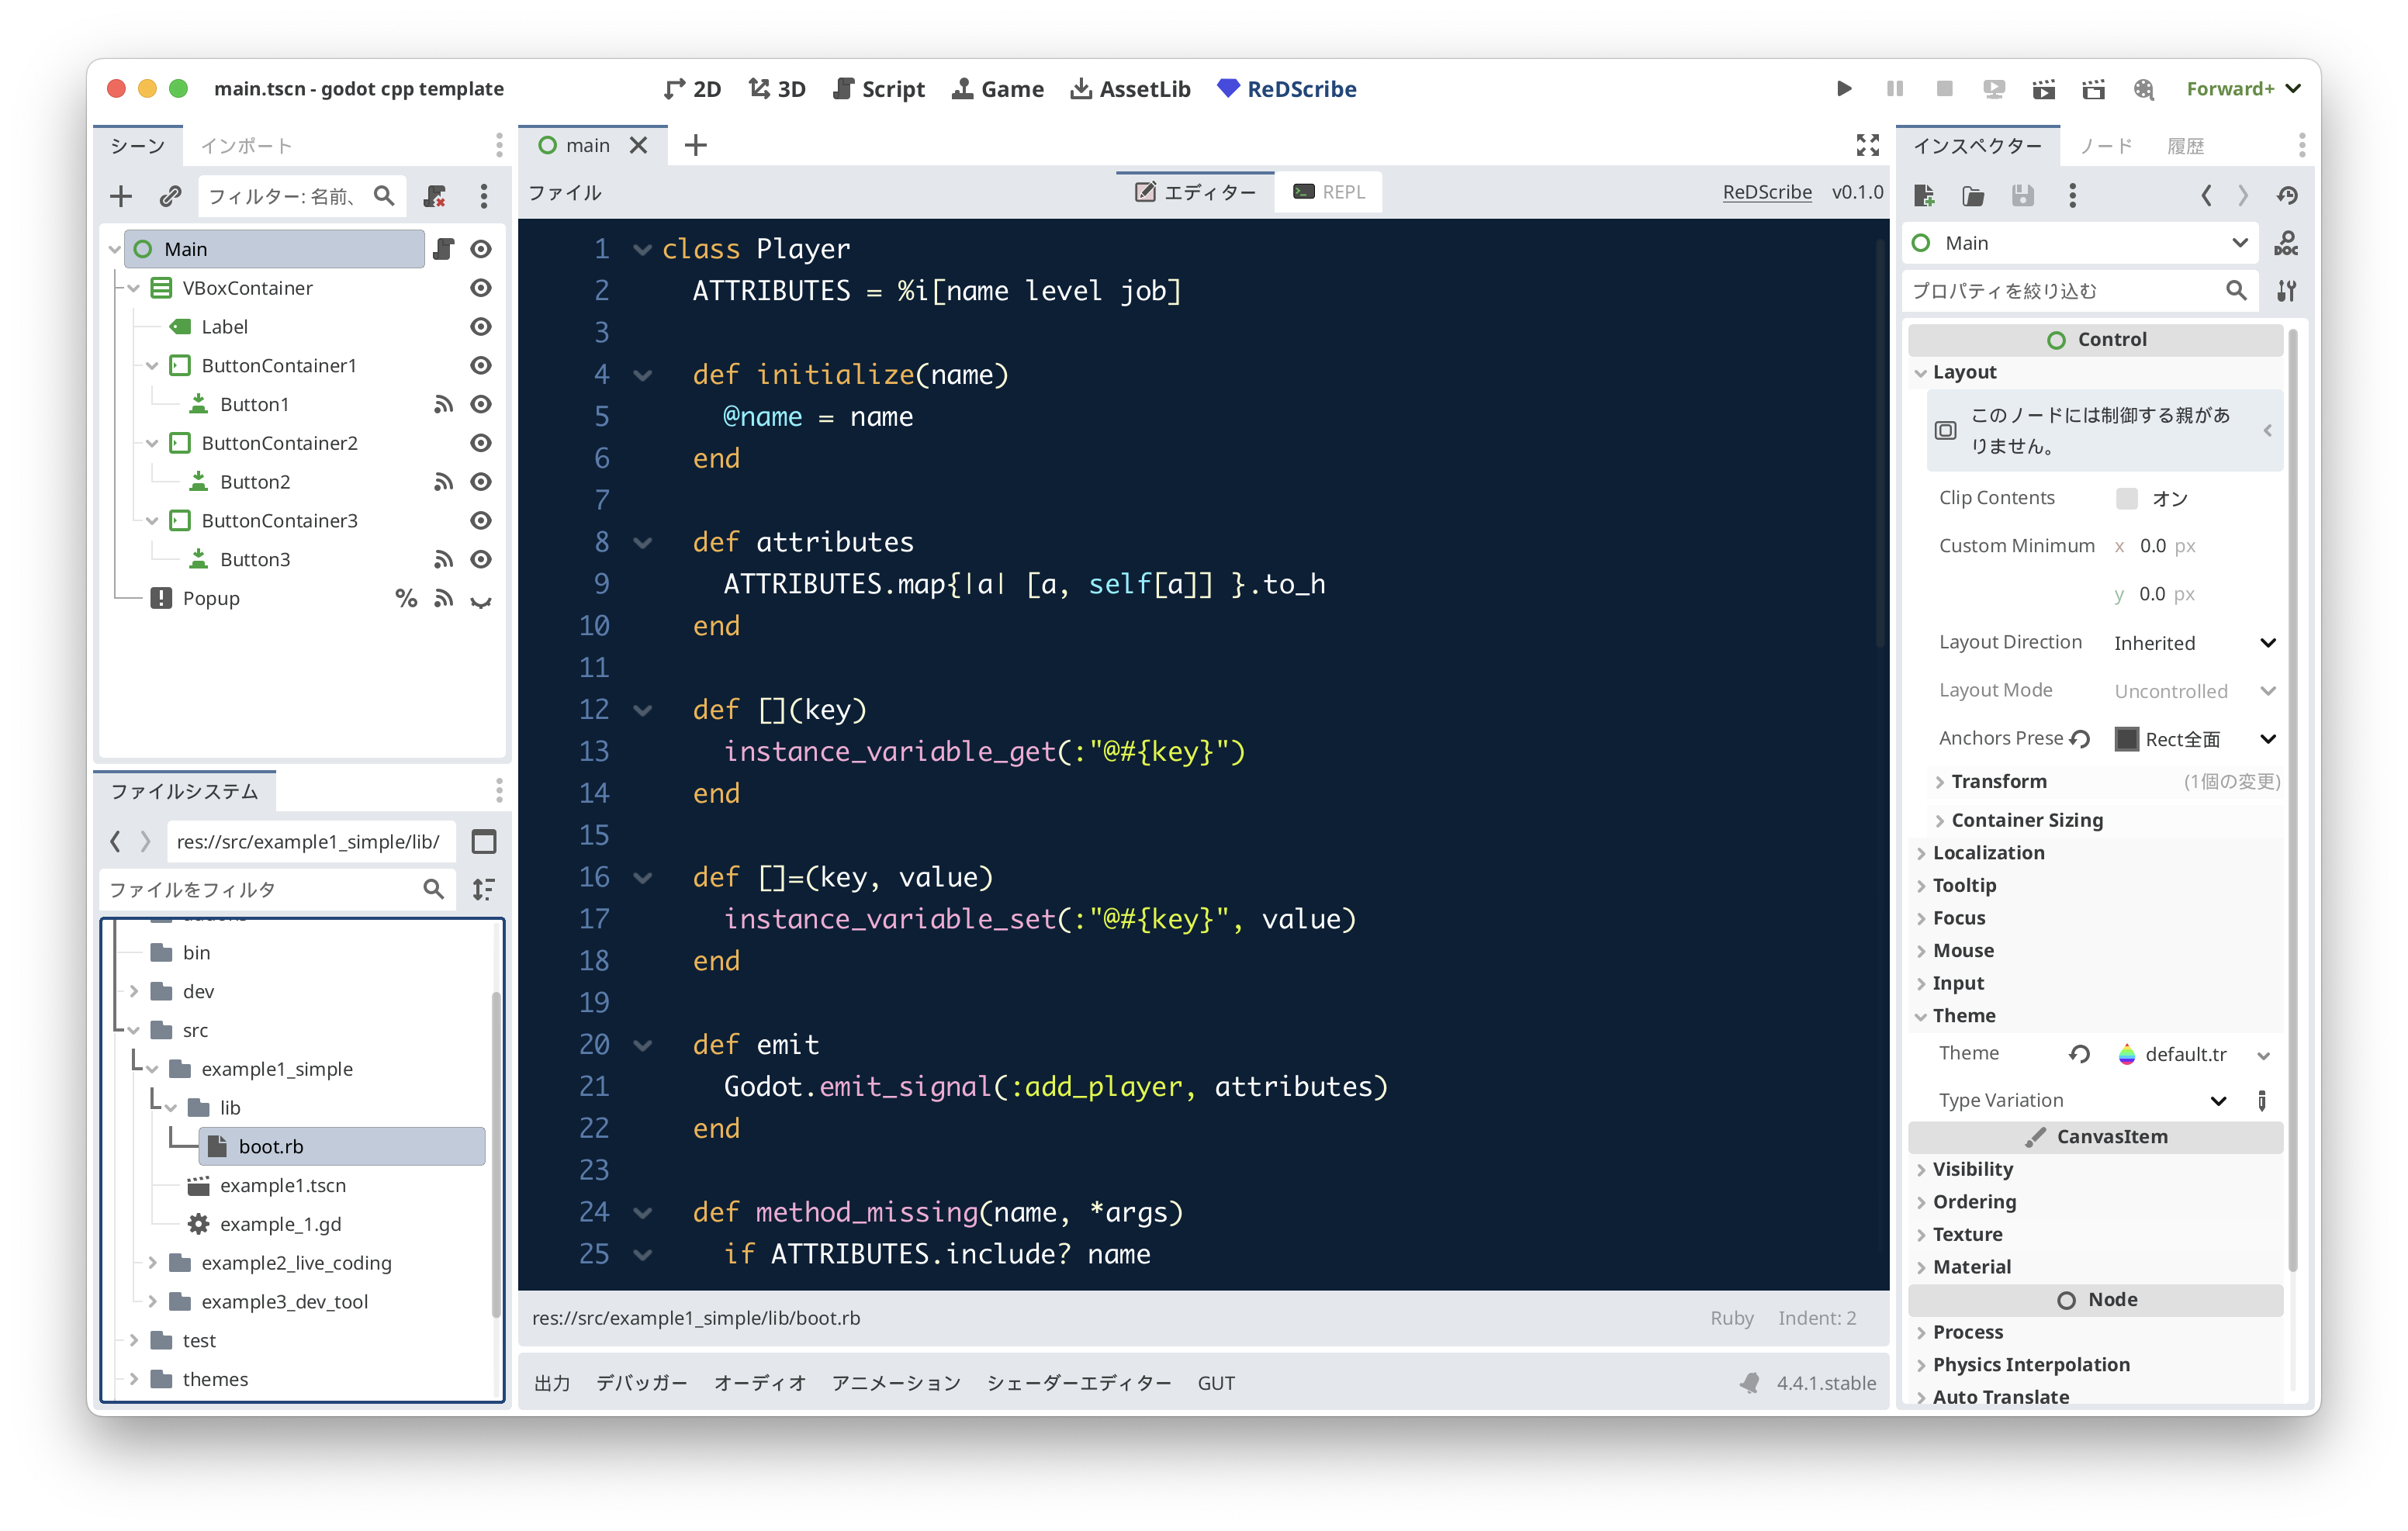 main.tscn - godot cpp template
2D 3D Script Game AssetLib ReDScribe
Forward+
シーン インポート
フィルター: 名前、
Main
VBoxContainer
Label
ButtonContainer1
Button1
ButtonContainer2
Button2
ButtonContainer3
Button3
Popup %
ファイルシステム
res://src/example1_simple/lib/
ファイルをフィルタ
bin
dev
src
example1_simple
lib
boot.rb
example1.tscn
example_1.gd
example2_live_coding
example3_dev_tool
test
themes
main
ファイル エディター REPL ReDScribe v0.1.0
1 class Player
2 ATTRIBUTES = %i[name level job]
3
4 def initialize(name)
5 @name = name
6 end
7
8 def attributes
9 ATTRIBUTES.map{|a| [a, self[a]] }.to_h
10 end
11
12 def [](key)
13 instance_variable_get(:"@#{key}")
14 end
15
16 def []=(key, value)
17 instance_variable_set(:"@#{key}", value)
18 end
19
20 def emit
21 Godot.emit_signal(:add_player, attributes)
22 end
23
24 def method_missing(name, *args)
25 if ATTRIBUTES.include? name
res://src/example1_simple/lib/boot.rb Ruby Indent: 2
出力 デバッガー オーディオ アニメーション シェーダーエディター GUT 4.4.1.stable
インスペクター ノード 履歴
Main DOC
プロパティを絞り込む
Control
Layout
このノードには制御する親があ
りません。
Clip Contents オン
Custom Minimum x 0.0 px
y 0.0 px
Layout Direction Inherited
Layout Mode Uncontrolled
Anchors Prese Rect全面
Transform (1個の変更)
Container Sizing
Localization
Tooltip
Focus
Mouse
Input
Theme
Theme default.tr
Type Variation
CanvasItem
Visibility
Ordering
Texture
Material
Node
Process
Physics Interpolation
Auto Translate